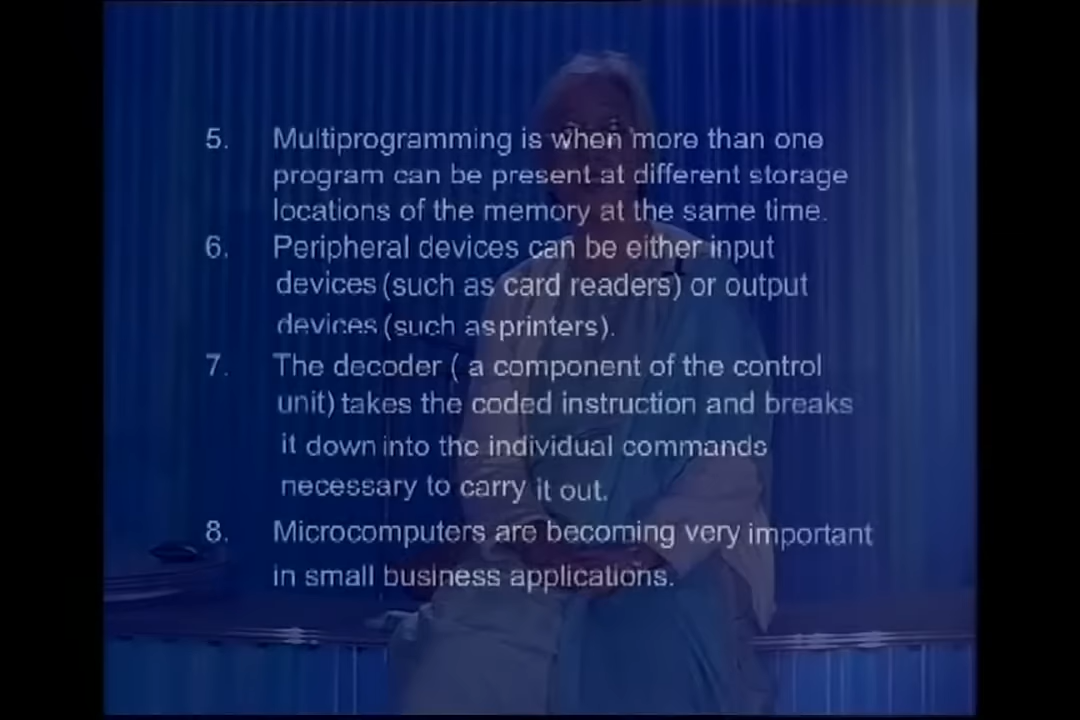 5. Multiprogramming is when more than one
program can be present at different storage
locations of the memory at the same time.
6. Peripheral devices can be either input
devices (such as card readers) or output
devices (such as printers).
7. The decoder ( a component of the control
unit) takes the coded instruction and breaks
it down into the individual commands
necessary to carry it out.
8. Microcomputers are becoming very important
in small business applications.